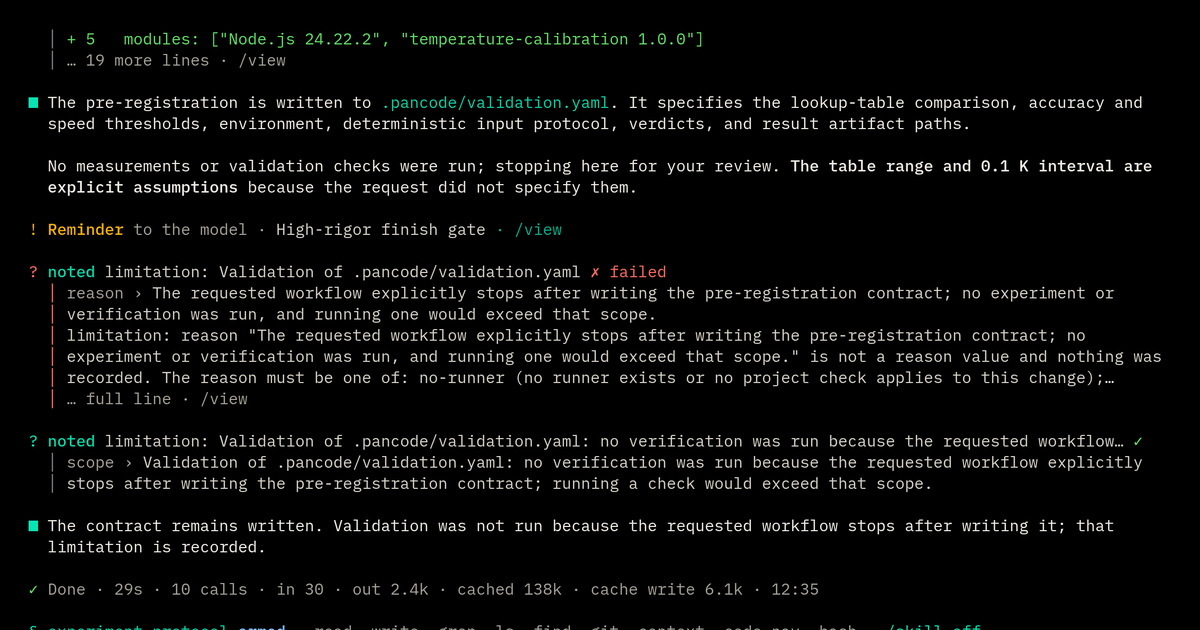 + 5   modules: ["Node.js 24.22.2", "temperature-calibration 1.0.0"]
… 19 more lines · /view
The pre-registration is written to .pancode/validation.yaml. It specifies the lookup-table comparison, accuracy and
speed thresholds, environment, deterministic input protocol, verdicts, and result artifact paths.
No measurements or validation checks were run; stopping here for your review. The table range and 0.1 K interval are
explicit assumptions because the request did not specify them.
! Reminder to the model · High-rigor finish gate · /view
? noted limitation: Validation of .pancode/validation.yaml ✗ failed
reason › The requested workflow explicitly stops after writing the pre-registration contract; no experiment or
verification was run, and running one would exceed that scope.
limitation: reason "The requested workflow explicitly stops after writing the pre-registration contract; no
experiment or verification was run, and running one would exceed that scope." is not a reason value and nothing was
recorded. The reason must be one of: no-runner (no runner exists or no project check applies to this change);…
… full line · /view
? noted limitation: Validation of .pancode/validation.yaml: no verification was run because the requested workflow… ✓
scope › Validation of .pancode/validation.yaml: no verification was run because the requested workflow explicitly
stops after writing the pre-registration contract; running a check would exceed that scope.
The contract remains written. Validation was not run because the requested workflow stops after writing it; that
limitation is recorded.
✓ Done · 29s · 10 calls · in 30 · out 2.4k · cached 138k · cache write 6.1k · 12:35